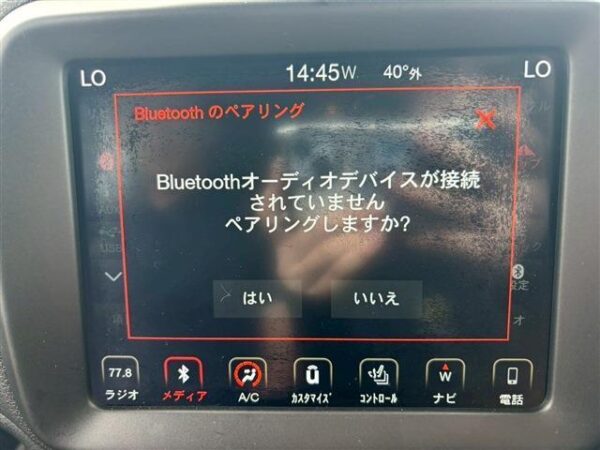 LO
14:45W
40°外
LO
Bluetooth のペアリング
Bluetoothオーディオデバイスが接続
されていません
ペアリングしますか?
はい
いいえ
設定
77.8
W
ラジオ
メディア
A/C
カスタマイズ
コントロール
ナビ
電話